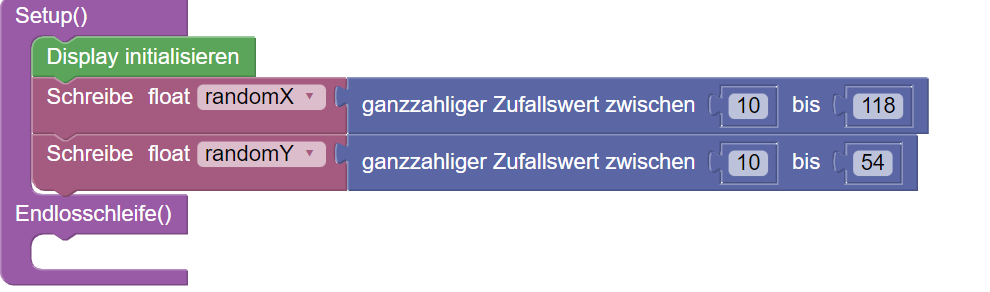 Setup()
Display initialisieren
Schreibe float randomX ganzzahliger Zufallswert zwischen 10 bis 118
Schreibe float randomY ganzzahliger Zufallswert zwischen 10 bis 54
Endlosschleife()